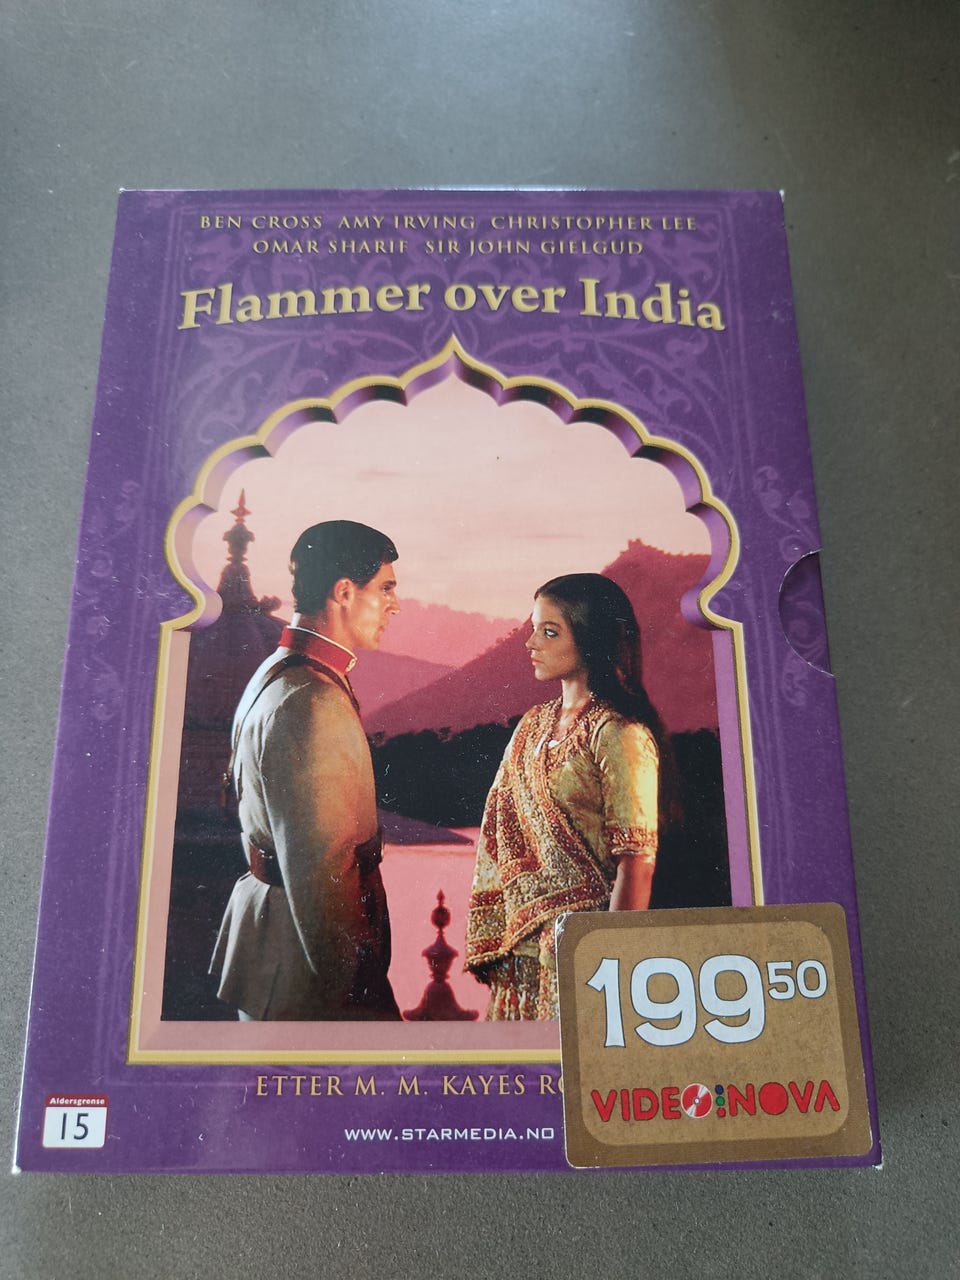 BEN CROSS AMY IRVING CHRISTOPHER LEE
OMAR SHARIF SIR JOHN GIELGUD
Flammer over India
199 50
VIDEONOVA
ETTER M. M. KAYES
Aldersgrense
15
WWW.STARMEDIA.NO